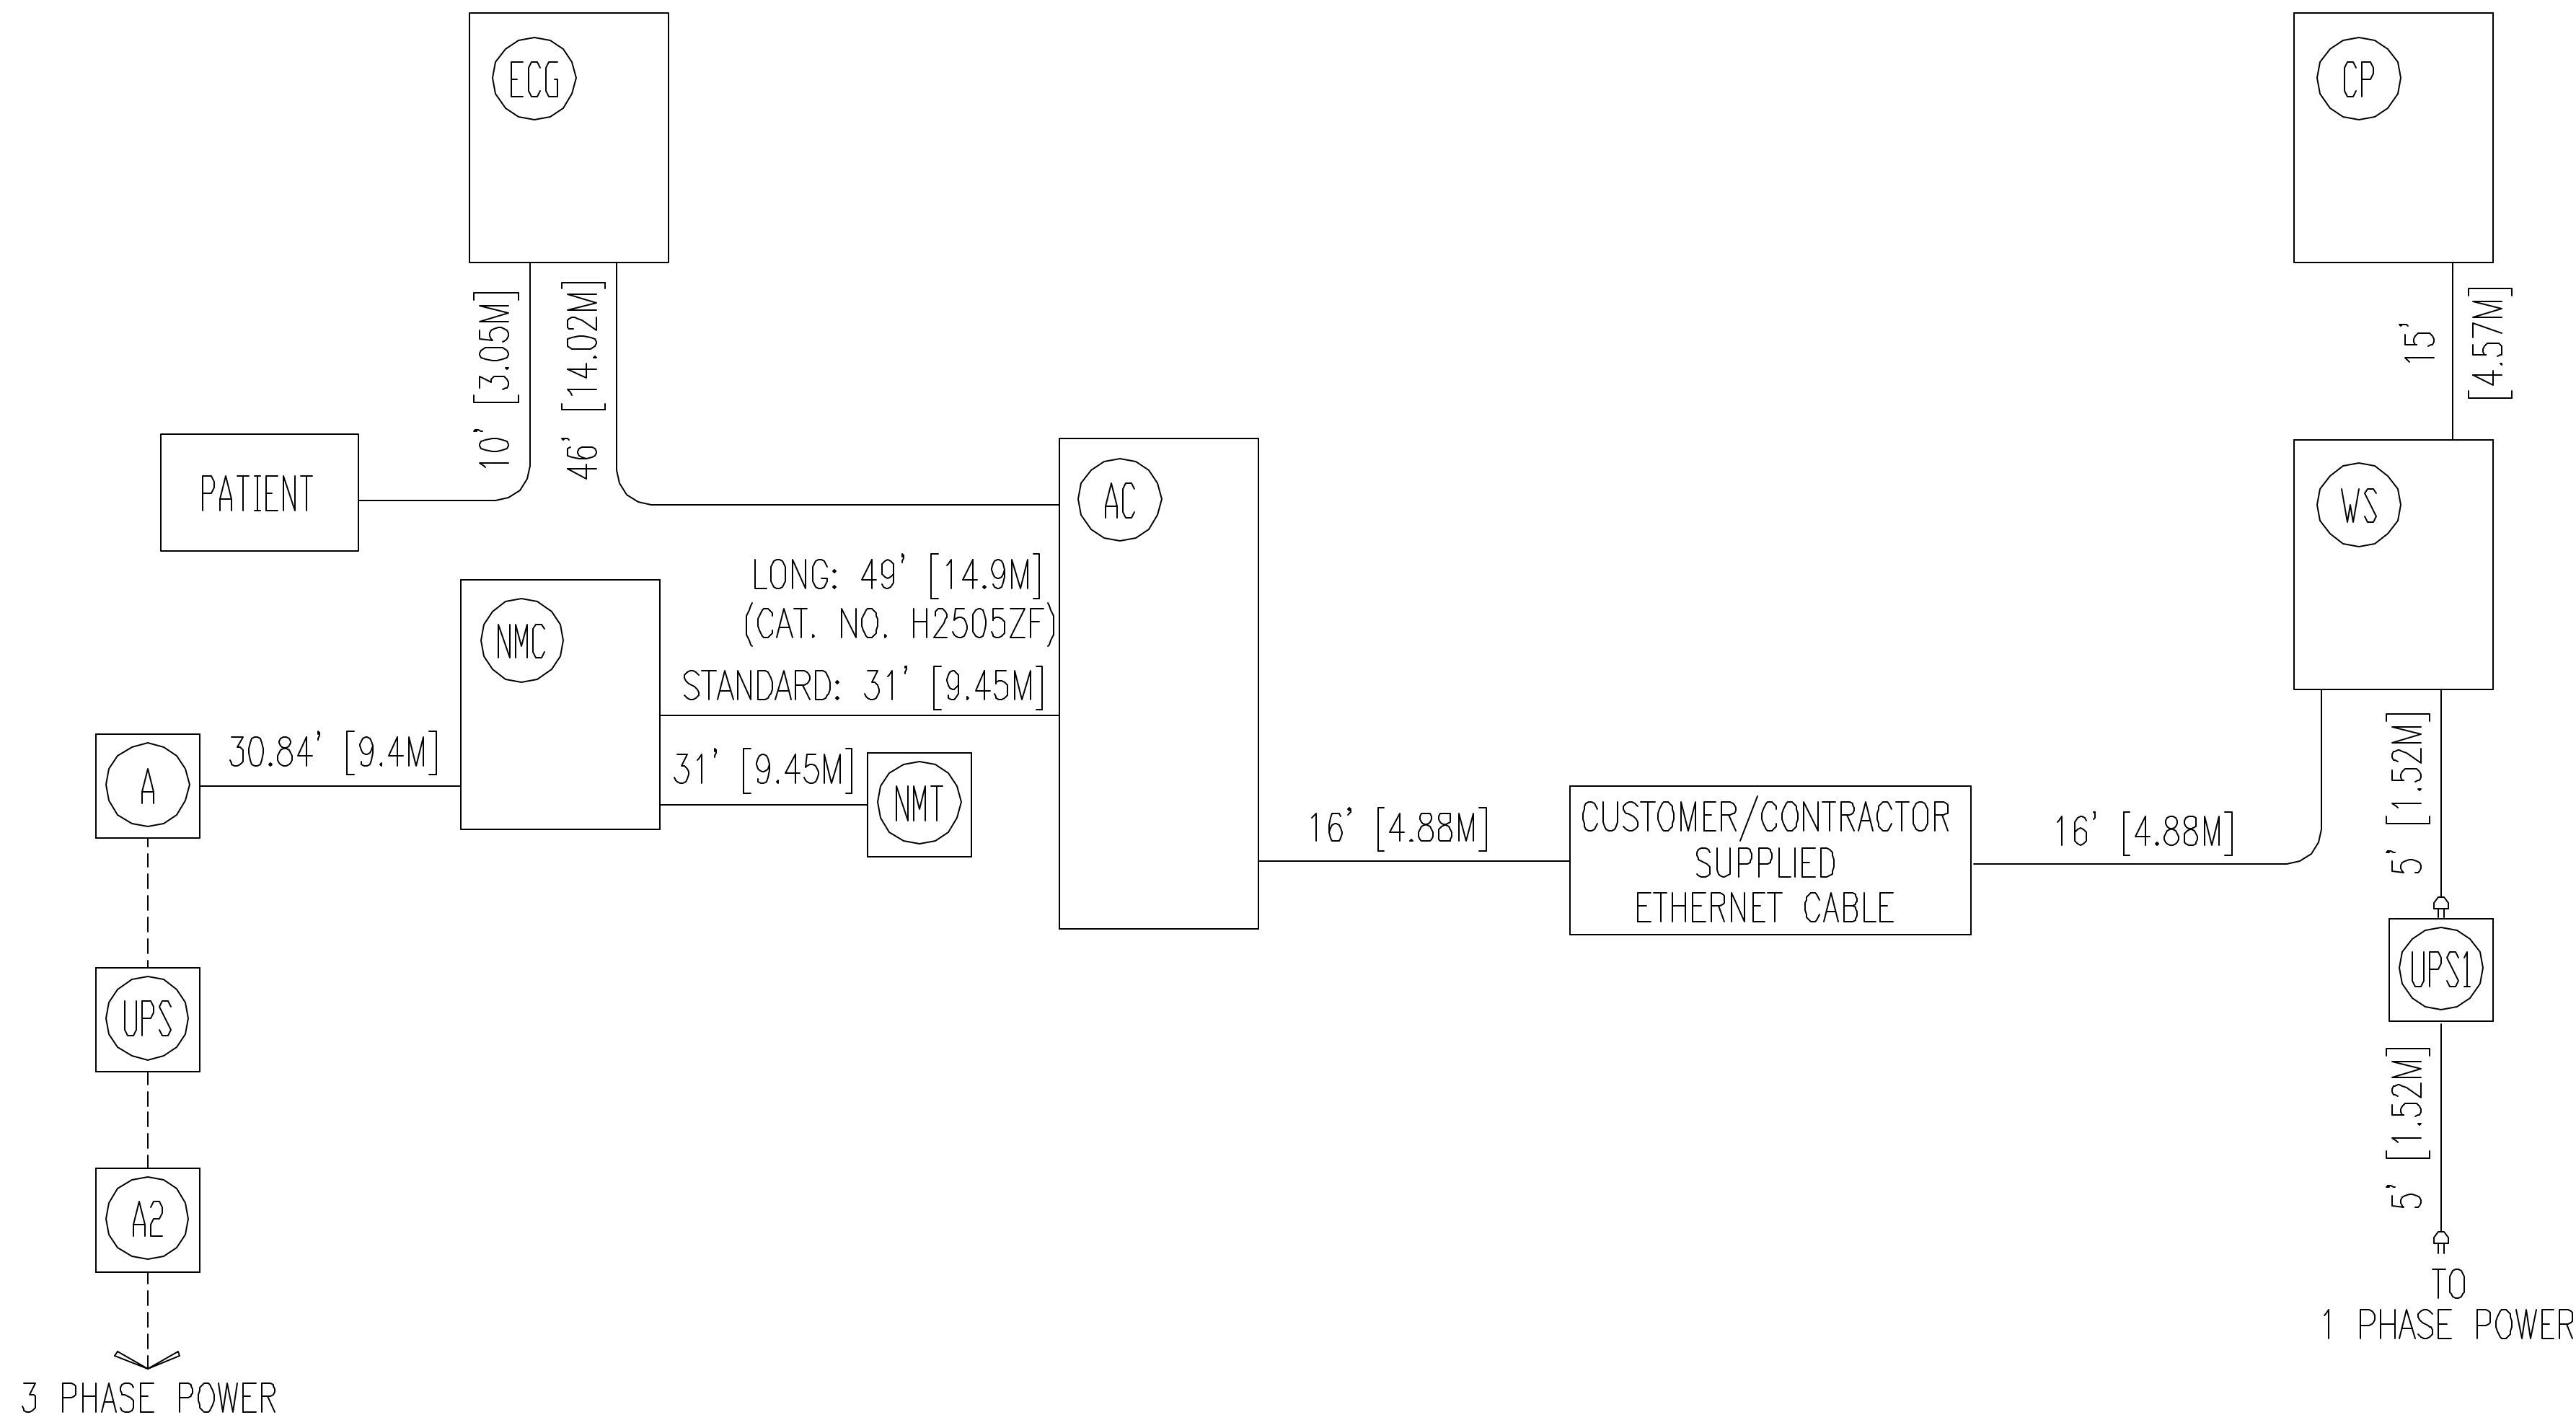 ECG
CP
10' [3.05M]
46' [14.02M]
15'
[4.57M]
PATIENT
AC
WS
LONG: 49' [14.9M]
(CAT. NO. H2505ZF)
STANDARD: 31' [9.45M]
NMC
A
30.84' [9.4M]
31' [9.45M]
NMT
16' [4.88M]
CUSTOMER/CONTRACTOR
SUPPLIED
ETHERNET CABLE
16' [4.88M]
5' [1.52M]
UPS
UPS1
A2
5' [1.52M]
TO
1 PHASE POWER
3 PHASE POWER